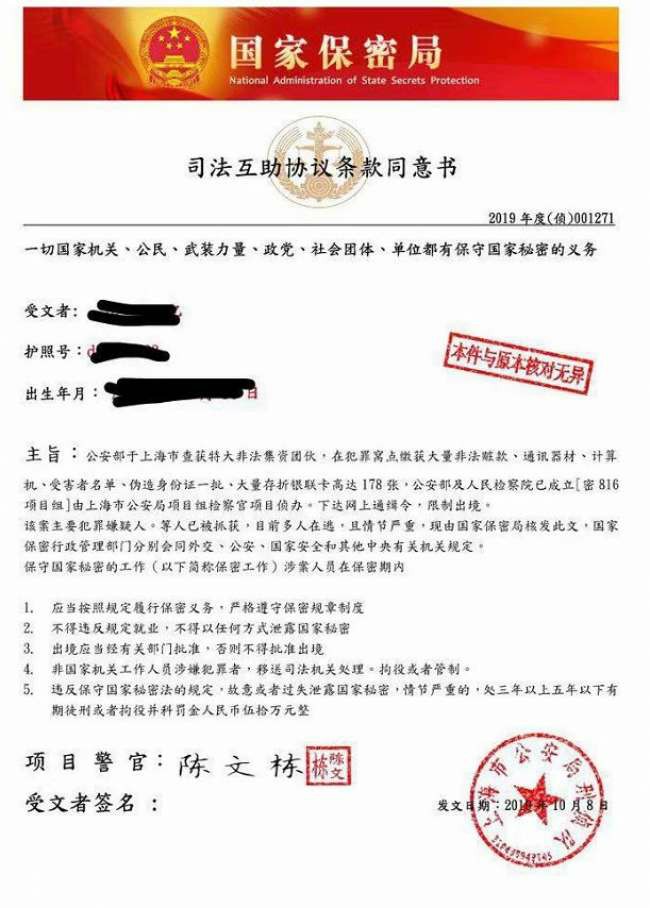 国家保密局
National Administration of State Secrets Protection
司法互助协议条款同意书
2019 年度(侦)001271
一切国家机关、公民、武装力量、政党、社会团体、单位都有保守国家秘密的义务
受文者:
护照号:
出生年月: 日
本件与原本核对无异
主旨: 公安部于上海市查获特大非法集资团伙,在犯罪窝点缴获大量非法赃款、通讯器材、计算
机、受害者名单、伪造身份证一批、大量存折银联卡高达 178 张,公安部及人民检察院已成立[密 816
项目组]由上海市公安局项目组检察官项目侦办。下达网上通缉令,限制出境。
该案主要犯罪嫌疑人。等人已被抓获,目前多人在逃,且情节严重,现由国家保密局核发此文,国家
保密行政管理部门分别会同外交、公安、国家安全和其他中央有关机关规定。
保守国家秘密的工作(以下简称保密工作)涉案人员在保密期内
1. 应当按照规定履行保密义务,严格遵守保密规章制度
2. 不得违反规定就业,不得以任何方式泄露国家秘密
3. 出境应当经有关部门批准,否则不得批准出境
4. 非国家机关工作人员涉嫌犯罪者,移送司法机关处理。拘役或者管制。
5. 违反保守国家秘密法的规定,故意或者过失泄露国家秘密,情节严重的,处三年以上五年以下有
期徒刑或者拘役并科罚金人民币伍拾万元整
项目警官: 陈文栋 陈文栋
受文者签名:
发文日期:2019年10月8日
上海市公安局刑侦队